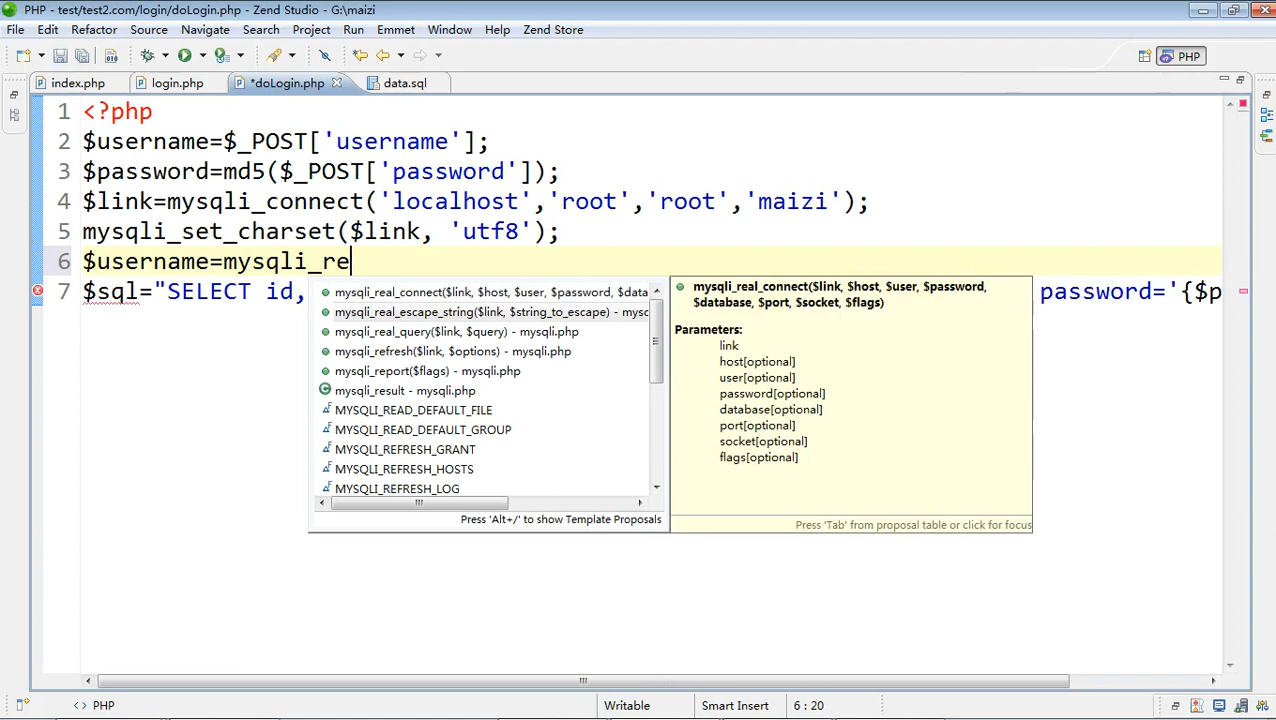 PHP - test/test2.com/login/doLogin.php - Zend Studio - G:\maizi
File Edit Refactor Source Navigate Search Project Run Emmet Window Help Zend Store
PHP
index.php login.php *doLogin.php data.sql
1 <?php
2 $username=$_POST['username'];
3 $password=md5($_POST['password']);
4 $link=mysqli_connect('localhost','root','root','maizi');
5 mysqli_set_charset($link, 'utf8');
6 $username=mysqli_re
7 $sql="SELECT id, password='{$p
mysqli_real_connect($link, $host, $user, $password, $data
mysqli_real_escape_string($link, $string_to_escape) - mysc
mysqli_real_query($link, $query) - mysqli.php
mysqli_refresh($link, $options) - mysqli.php
mysqli_report($flags) - mysqli.php
mysqli_result - mysqli.php
MYSQLI_READ_DEFAULT_FILE
MYSQLI_READ_DEFAULT_GROUP
MYSQLI_REFRESH_GRANT
MYSQLI_REFRESH_HOSTS
MYSQLI_REFRESH_LOG
Press 'Alt+/' to show Template Proposals
mysqli_real_connect($link, $host, $user, $password,
$database, $port, $socket, $flags)
Parameters:
link
host[optional]
user[optional]
password[optional]
database[optional]
port[optional]
socket[optional]
flags[optional]
Press 'Tab' from proposal table or click for focus
PHP Writable Smart Insert 6 : 20